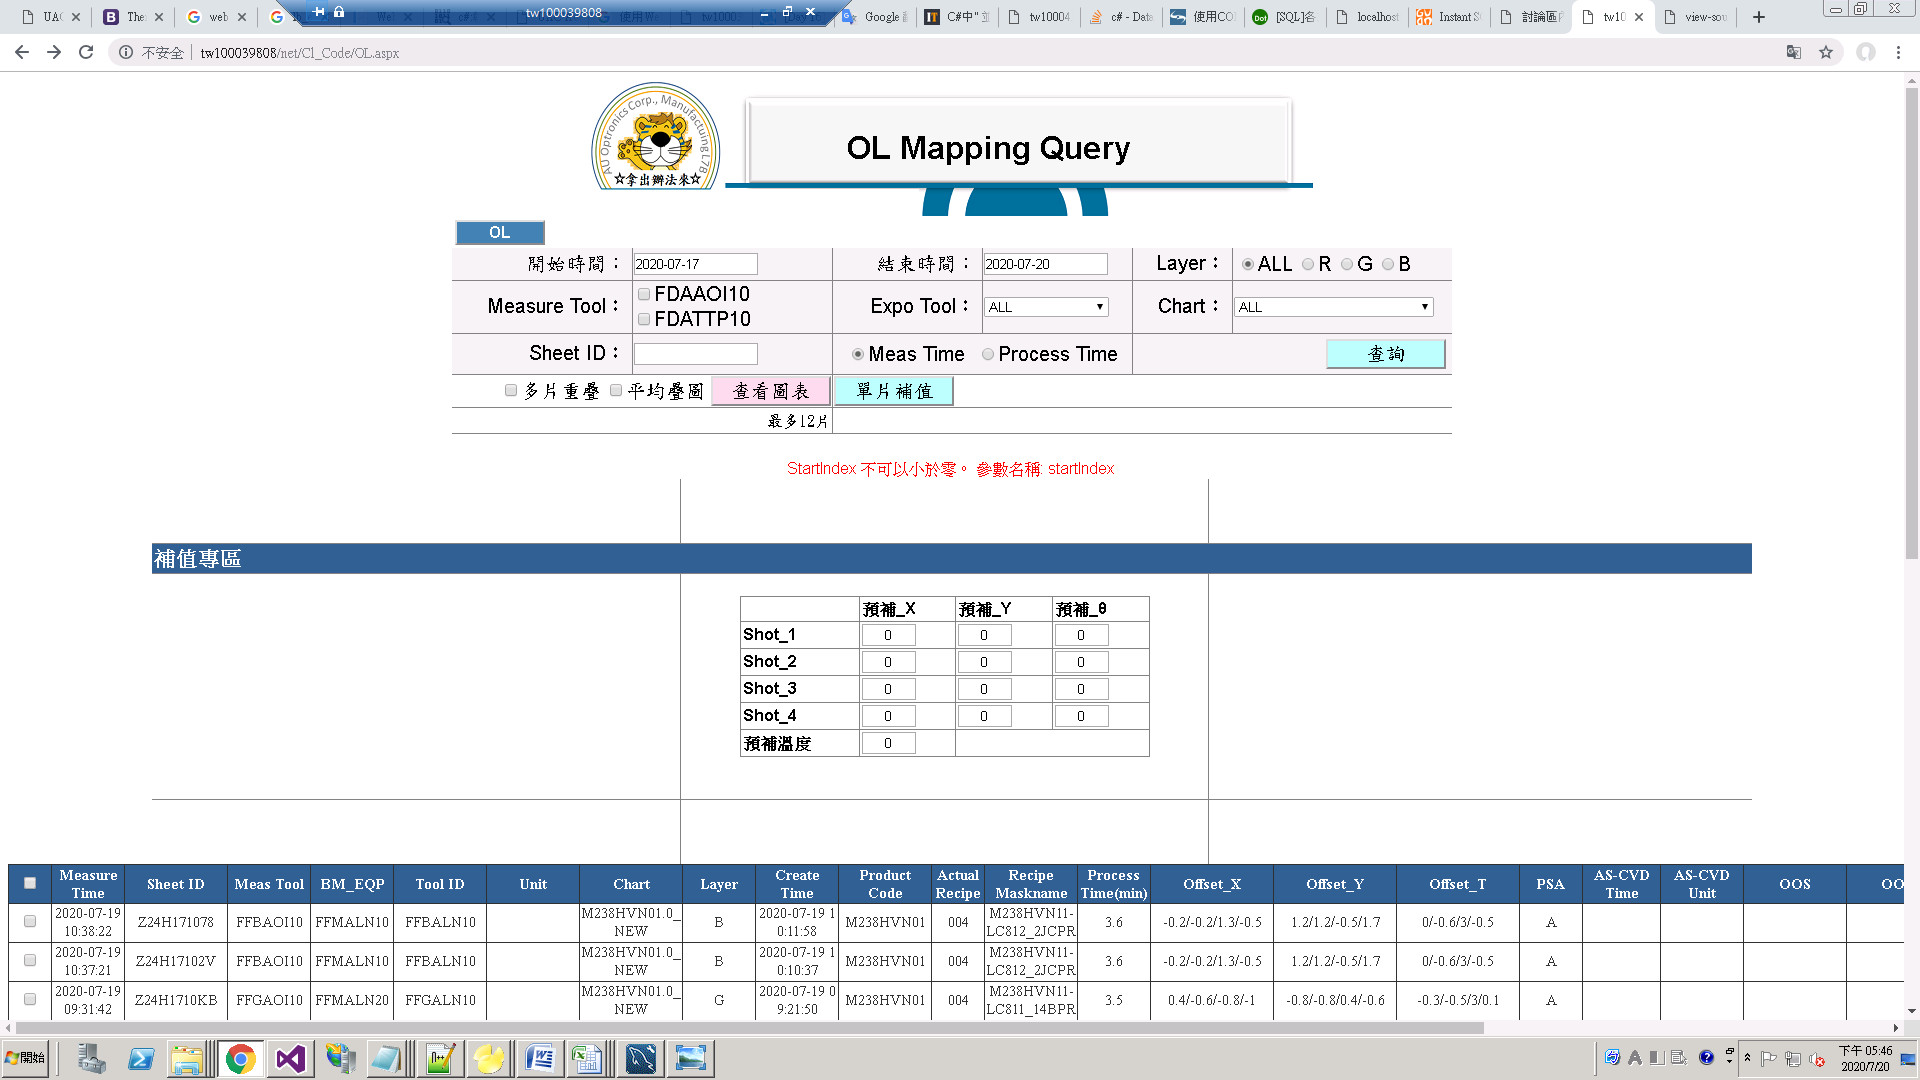 UAC
The
web
tw100039808
Google
C#中"
tw10004
c# - Data
使用CO
[SQL]名
localhost
Instant S
討論區
tw10
view-sou
不安全
tw100039808/net/Cl_Code/OL.aspx
AU Optronics Corp., Manufactuing L7B
☆拿出辦法來☆
OL Mapping Query
OL
開始時間: 2020-07-17 結束時間: 2020-07-20 Layer: ALL R G B
Measure Tool: FDAAOI10 FDATTP10 Expo Tool: ALL Chart: ALL
Sheet ID: Meas Time Process Time 查詢
多片重疊 平均疊圖 查看圖表 單片補值
最多12片
StartIndex 不可以小於零。 參數名稱: startIndex
補值專區
預補_X 預補_Y 預補_θ
Shot_1 0 0 0
Shot_2 0 0 0
Shot_3 0 0 0
Shot_4 0 0 0
預補溫度 0
Measure Time Sheet ID Meas Tool BM_EQP Tool ID Unit Chart Layer Create Time Product Code Actual Recipe Recipe Maskname Process Time(min) Offset_X Offset_Y Offset_T PSA AS-CVD Time AS-CVD Unit OOS OO
2020-07-19 10:38:22 Z24H171078 FFBAOI10 FFMALN10 FFBALN10 M238HVN01.0_NEW B 2020-07-19 10:11:58 M238HVN01 004 M238HVN11-LC812_2JCPR 3.6 -0.2/-0.2/1.3/-0.5 1.2/1.2/-0.5/1.7 0/-0.6/3/-0.5 A
2020-07-19 10:37:21 Z24H17102V FFBAOI10 FFMALN10 FFBALN10 M238HVN01.0_NEW B 2020-07-19 10:10:37 M238HVN01 004 M238HVN11-LC812_2JCPR 3.6 -0.2/-0.2/1.3/-0.5 1.2/1.2/-0.5/1.7 0/-0.6/3/-0.5 A
2020-07-19 09:31:42 Z24H1710KB FFGAOI10 FFMALN20 FFGALN10 M238HVN01.0_NEW G 2020-07-19 09:21:50 M238HVN01 004 M238HVN11-LC811_14BPR 3.5 0.4/-0.6/-0.8/-1 -0.8/-0.8/0.4/-0.6 -0.3/-0.5/3/0.1 A
開始
下午 05:46
2020/7/20